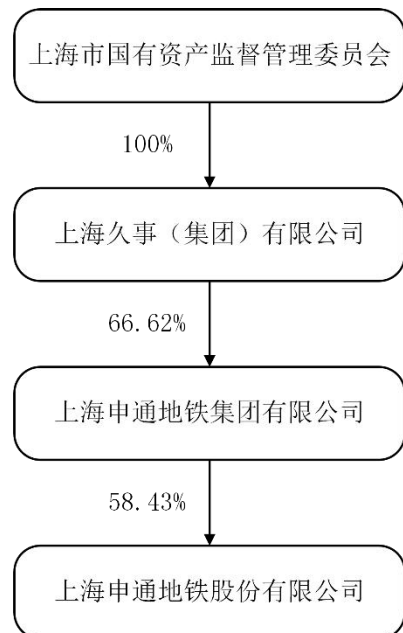 上海市国有资产监督管理委员会
100%
上海久事（集团）有限公司
66.62%
上海申通地铁集团有限公司
58.43%
上海申通地铁股份有限公司